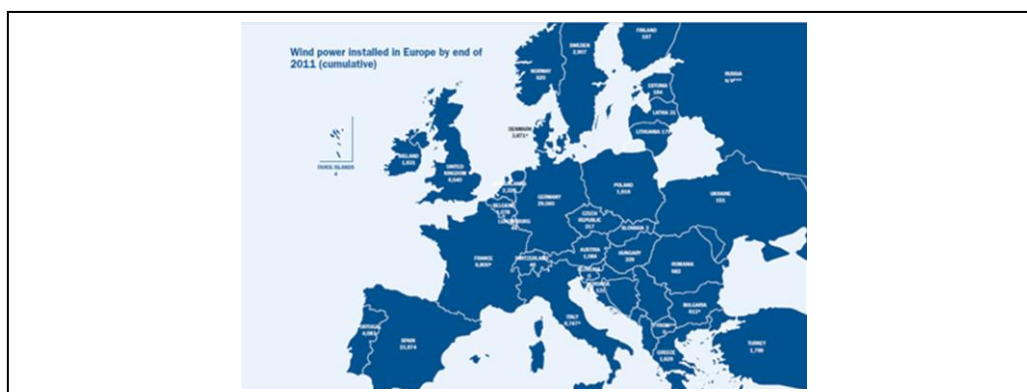 Wind power installed in Europe by end of
2011 (cumulative)
FINLAND
197
SWEDEN
2,907
NORWAY
520
RUSSIA
ESTONIA
184
LATVIA 31
LITHUANIA 179
DENMARK
3,871*
FAROE ISLANDS
4
IRELAND
1,631
UNITED
KINGDOM
6,540
BELGIUM
1,078
LUXEMBOURG
44
GERMANY
29,060
POLAND
1,616
UKRAINE
151
CZECH
REPUBLIC
217
SLOVAKIA 3
FRANCE
6,800*
SWITZERLAND
AUSTRIA
1,084
HUNGARY
329
ROMANIA
982
BULGARIA
612*
ITALY
6,747*
GREECE
1,629
TURKEY
1,799
PORTUGAL
4,083
SPAIN
21,674